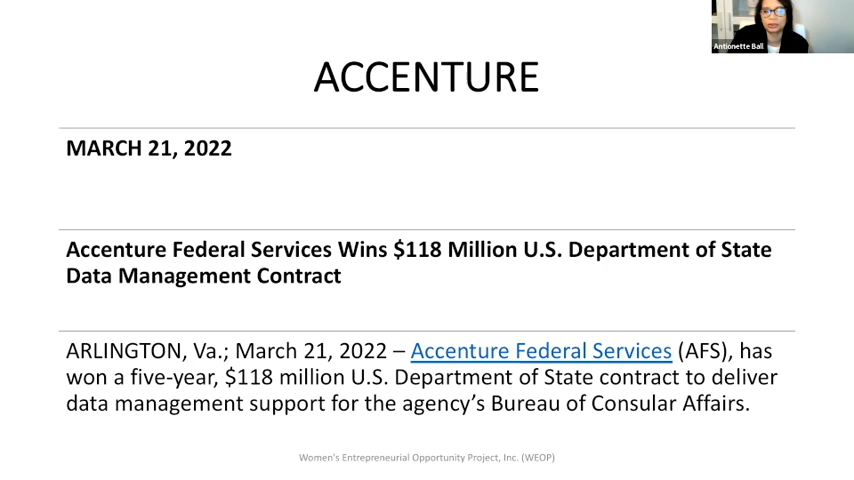 Antionette Ball
ACCENTURE
MARCH 21, 2022
Accenture Federal Services Wins $118 Million U.S. Department of State
Data Management Contract
ARLINGTON, Va.; March 21, 2022 – Accenture Federal Services (AFS), has
won a five-year, $118 million U.S. Department of State contract to deliver
data management support for the agency’s Bureau of Consular Affairs.
Women's Entrepreneurial Opportunity Project, Inc. (WEOP)